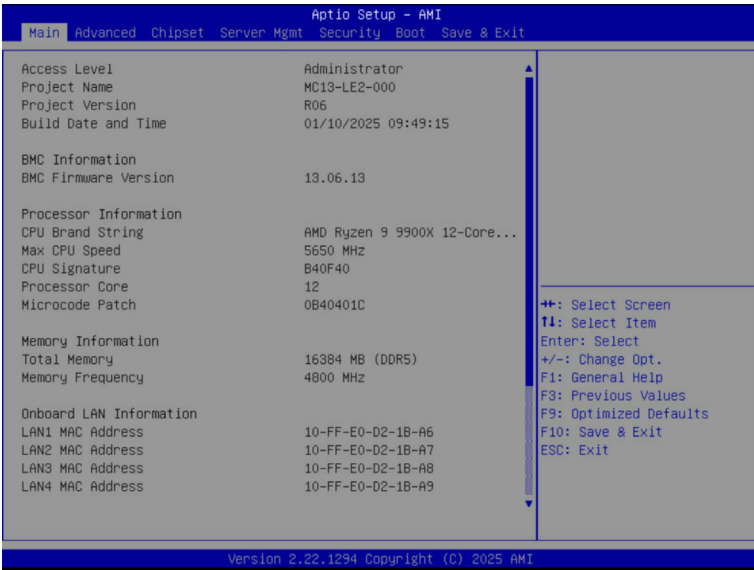 Aptio Setup - AMI
Main Advanced Chipset Server Mgmt Security Boot Save & Exit
Access Level Administrator
Project Name MC13-LE2-000
Project Version R06
Build Date and Time 01/10/2025 09:49:15
BMC Information
BMC Firmware Version 13.06.13
Processor Information
CPU Brand String AMD Ryzen 9 9900X 12-Core...
Max CPU Speed 5650 MHz
CPU Signature B40F40
Processor Core 12
Microcode Patch 0B40401C
Memory Information
Total Memory 16384 MB (DDR5)
Memory Frequency 4800 MHz
Onboard LAN Information
LAN1 MAC Address 10-FF-E0-D2-1B-A6
LAN2 MAC Address 10-FF-E0-D2-1B-A7
LAN3 MAC Address 10-FF-E0-D2-1B-A8
LAN4 MAC Address 10-FF-E0-D2-1B-A9
→←: Select Screen
↑↓: Select Item
Enter: Select
+/-: Change Opt.
F1: General Help
F3: Previous Values
F9: Optimized Defaults
F10: Save & Exit
ESC: Exit
Version 2.22.1294 Copyright (C) 2025 AMI